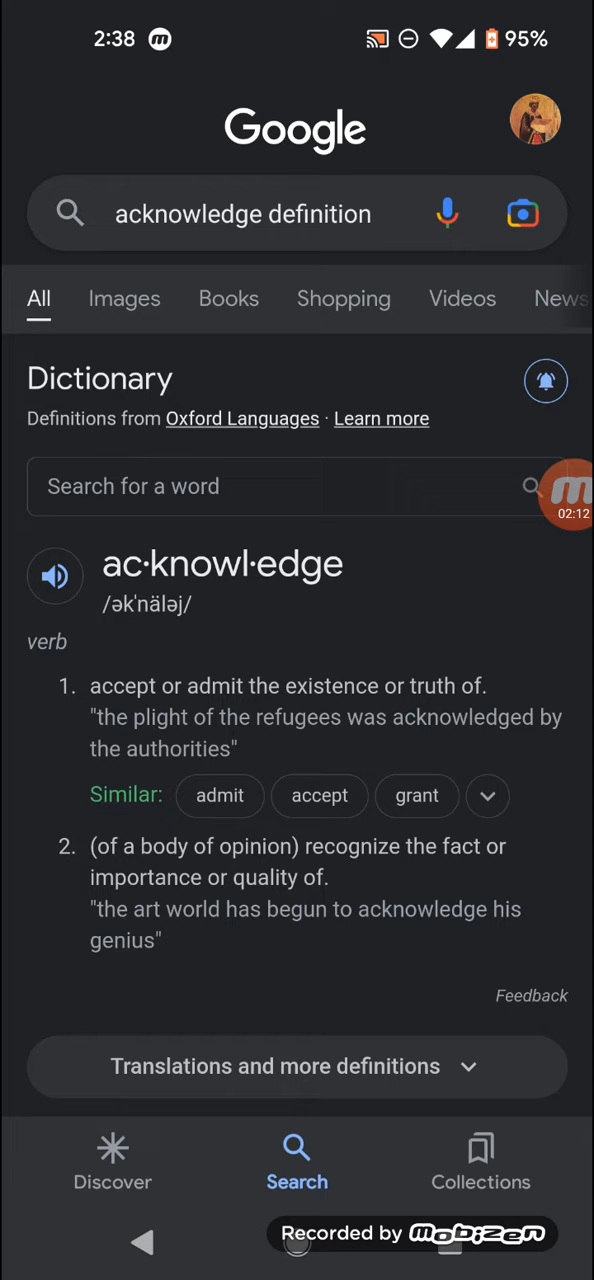 2:38 m 95%
Google
acknowledge definition
All Images Books Shopping Videos News
Dictionary
Definitions from Oxford Languages · Learn more
Search for a word
m
02:12
ac·knowl·edge
/əkˈnäləj/
verb
1. accept or admit the existence or truth of.
"the plight of the refugees was acknowledged by
the authorities"
Similar: admit accept grant
2. (of a body of opinion) recognize the fact or
importance or quality of.
"the art world has begun to acknowledge his
genius"
Feedback
Translations and more definitions
Discover Search Collections
Recorded by mobizen